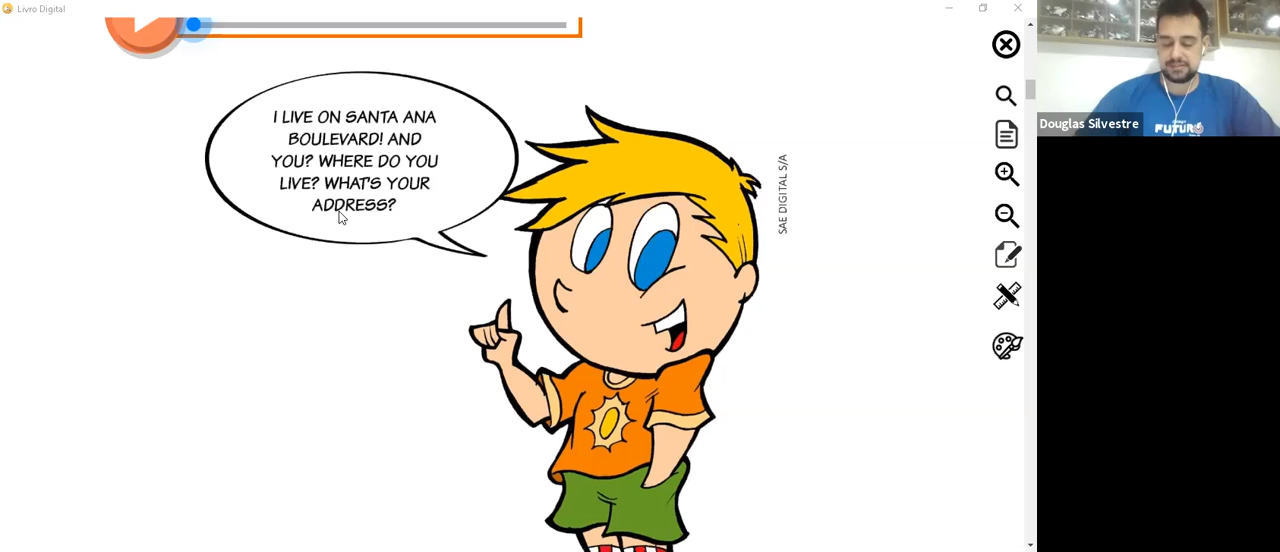 Livro Digital
I LIVE ON SANTA ANA
BOULEVARD! AND
YOU? WHERE DO YOU
LIVE? WHAT'S YOUR
ADDRESS?
SAE DIGITAL S/A
Douglas Silvestre
FUTURO